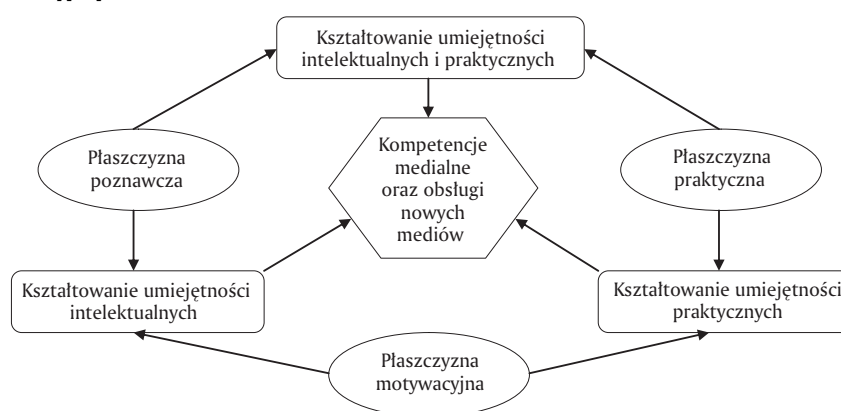 Kształtowanie umiejętności
intelektualnych i praktycznych
Płaszczyzna
poznawcza
Kompetencje
medialne
oraz obsługi
nowych
mediów
Płaszczyzna
praktyczna
Kształtowanie umiejętności
intelektualnych
Kształtowanie umiejętności
praktycznych
Płaszczyzna
motywacyjna